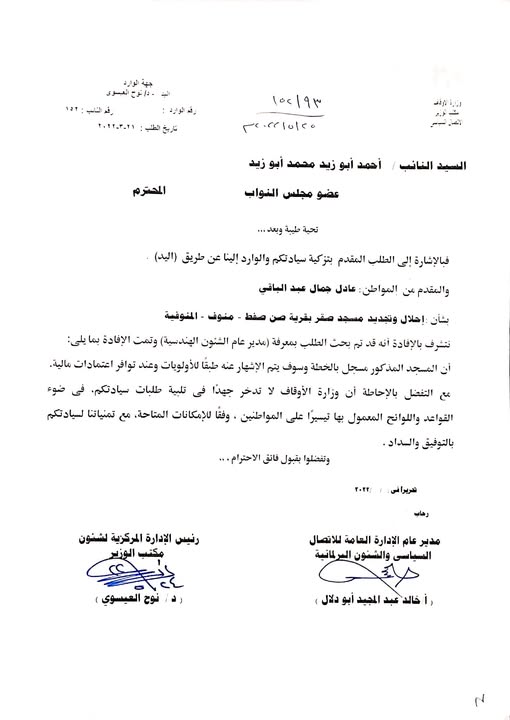 جهة الوارد
اليد - د/ نوح العيسوي
رقم الوارد : رقم النائب : ١٥٢
تاريخ الطلب : ٢١-٣-٢٠٢٢
١٥٢/٩٣
٢٠٢٢/٥/٢٥
وزارة الأوقاف
مكتب الوزير
الاتصال السياسي
السيد النائب / أحمد أبو زيد محمد أبو زيد
عضو مجلس النواب المحترم
تحية طيبة وبعد ...
فبالإشارة إلى الطلب المقدم بتزكية سيادتكم والوارد إلينا عن طريق (اليد) .
والمقدم من المواطن: عادل جمال عبد الباقي
بشأن : إحلال وتجديد مسجد صقر بقرية صن صفط - منوف - المنوفية
نتشرف بالإفادة أنه قد تم بحث الطلب بمعرفة (مدير عام الشئون الهندسية) وتمت الإفادة بما يلى:
أن المسجد المذكور مسجل بالخطة وسوف يتم الإشهار عنه طبقًا للأولويات وعند توافر اعتمادات مالية.
مع التفضل بالإحاطة أن وزارة الأوقاف لا تدخر جهدًا فى تلبية طلبات سيادتكم، فى ضوء
القواعد واللوائح المعمول بها تيسيرًا على المواطنين ، وفقًا للإمكانات المتاحة، مع تمنياتنا لسيادتكم
بالتوفيق والسداد .
وتفضلوا بقبول فائق الاحترام ...
تحريرا فى : / / ٢٠٢٢
رحاب
مدير عام الإدارة العامة للاتصال
السياسي والشئون البرلمانية
( أ خالد عبد المجيد أبو دلال )
رئيس الإدارة المركزية لشئون
مكتب الوزير
( د / نوح العيسوي )